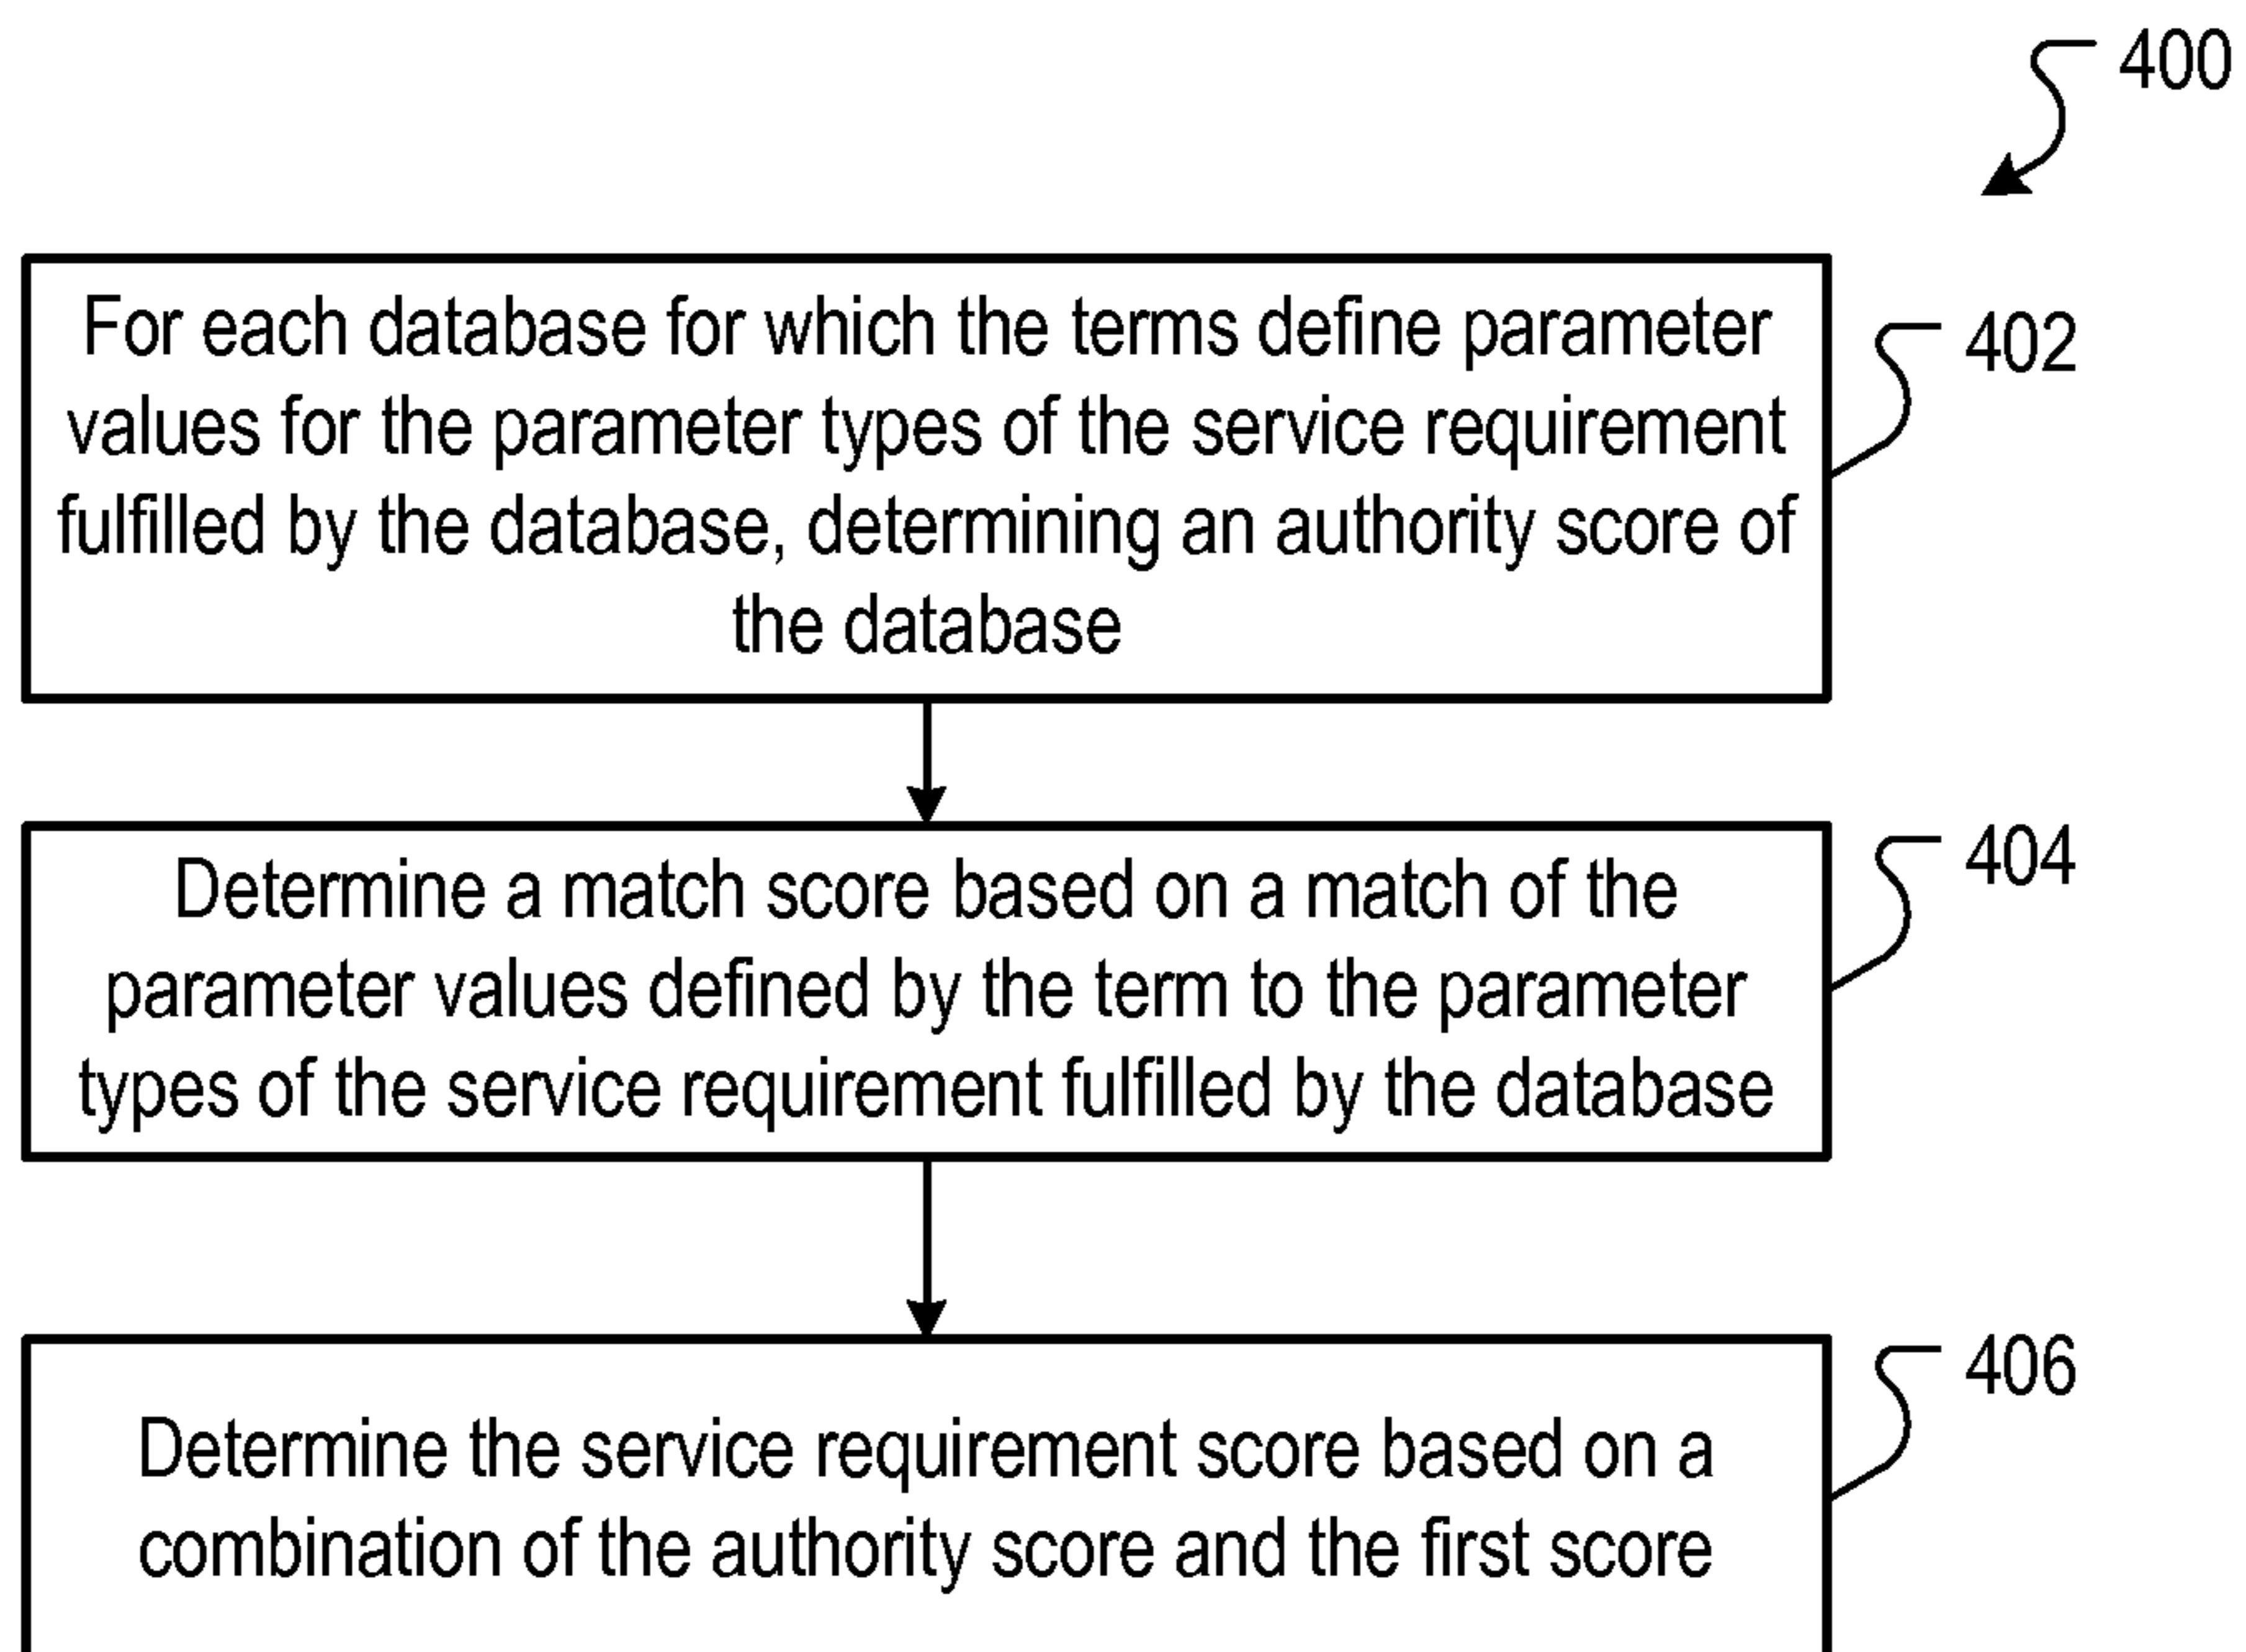 400
For each database for which the terms define parameter
values for the parameter types of the service requirement
fulfilled by the database, determining an authority score of
the database
402
Determine a match score based on a match of the
parameter values defined by the term to the parameter
types of the service requirement fulfilled by the database
404
Determine the service requirement score based on a
combination of the authority score and the first score
406